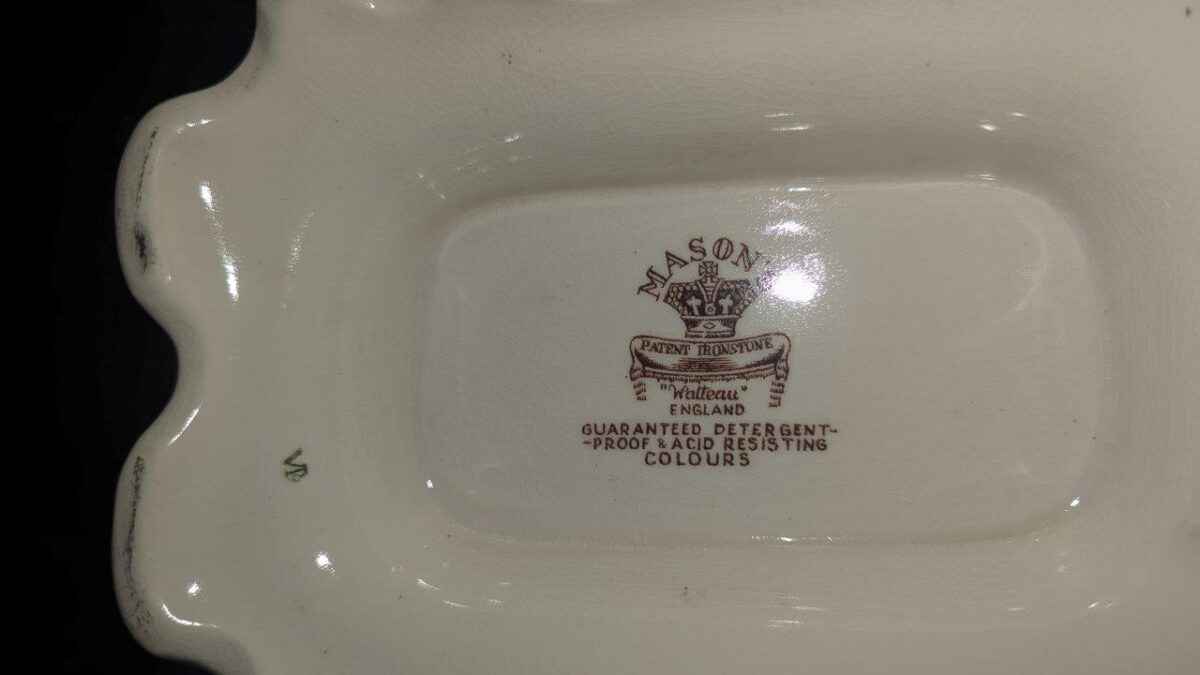 MASON'S
PATENT IRONSTONE
"Watteau"
ENGLAND
GUARANTEED DETERGENT-
-PROOF & ACID RESISTING
COLOURS